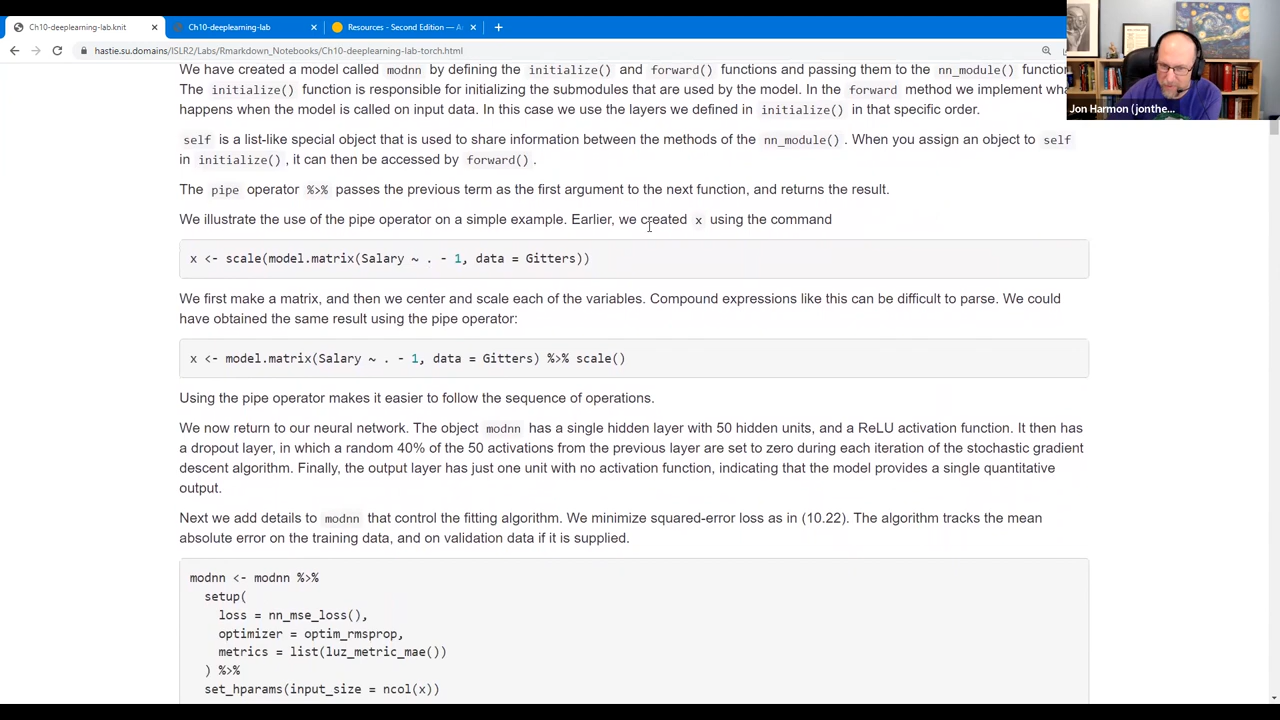 Ch10-deeplearning-lab.knit
Ch10-deeplearning-lab
Resources - Second Edition —
hastie.su.domains/ISLR2/Labs/Rmarkdown_Notebooks/Ch10-deeplearning-lab-torch.html
Jon Harmon (jonthe...
We have created a model called modnn by defining the initialize() and forward() functions and passing them to the nn_module() function
The initialize() function is responsible for initializing the submodules that are used by the model. In the forward method we implement what
happens when the model is called on input data. In this case we use the layers we defined in initialize() in that specific order.
self is a list-like special object that is used to share information between the methods of the nn_module() . When you assign an object to self
in initialize() , it can then be accessed by forward() .
The pipe operator %>% passes the previous term as the first argument to the next function, and returns the result.
We illustrate the use of the pipe operator on a simple example. Earlier, we created x using the command
x <- scale(model.matrix(Salary ~ . - 1, data = Gitters))
We first make a matrix, and then we center and scale each of the variables. Compound expressions like this can be difficult to parse. We could
have obtained the same result using the pipe operator:
x <- model.matrix(Salary ~ . - 1, data = Gitters) %>% scale()
Using the pipe operator makes it easier to follow the sequence of operations.
We now return to our neural network. The object modnn has a single hidden layer with 50 hidden units, and a ReLU activation function. It then has
a dropout layer, in which a random 40% of the 50 activations from the previous layer are set to zero during each iteration of the stochastic gradient
descent algorithm. Finally, the output layer has just one unit with no activation function, indicating that the model provides a single quantitative
output.
Next we add details to modnn that control the fitting algorithm. We minimize squared-error loss as in (10.22). The algorithm tracks the mean
absolute error on the training data, and on validation data if it is supplied.
modnn <- modnn %>%
setup(
loss = nn_mse_loss(),
optimizer = optim_rmsprop,
metrics = list(luz_metric_mae())
) %>%
set_hparams(input_size = ncol(x))